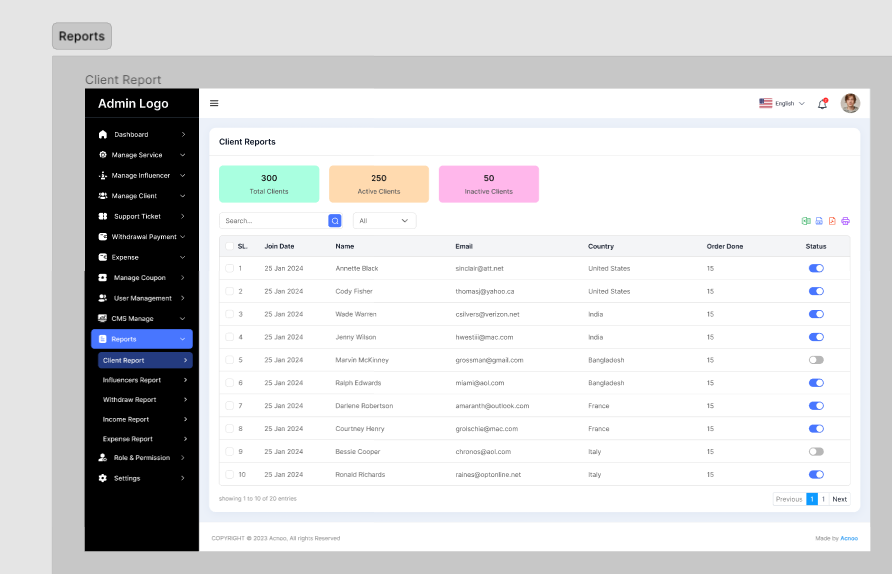 Reports
Client Report
Admin Logo
English
Dashboard
Manage Service
Manage Influencer
Manage Client
Support Ticket
Withdrawal Payment
Expense
Manage Coupon
User Management
CMS Manage
Reports
Client Report
Influencers Report
Withdraw Report
Income Report
Expense Report
Role & Permission
Settings
Client Reports
300 250 50
Total Clients Active Clients Inactive Clients
Search... All
SL. Join Date Name Email Country Order Done Status
1 25 Jan 2024 Annette Black sinclair@att.net United States 15
2 25 Jan 2024 Cody Fisher thomasj@yahoo.ca United States 15
3 25 Jan 2024 Wade Warren csilvers@verizon.net India 15
4 25 Jan 2024 Jenny Wilson hwestiii@mac.com India 15
5 25 Jan 2024 Marvin McKinney grossman@gmail.com Bangladesh 15
6 25 Jan 2024 Ralph Edwards miami@aol.com Bangladesh 15
7 25 Jan 2024 Darlene Robertson amaranth@outlook.com France 15
8 25 Jan 2024 Courtney Henry groischie@mac.com France 15
9 25 Jan 2024 Bessie Coopar chronos@aol.com Italy 15
10 25 Jan 2024 Ronald Richards raines@optonline.net Italy 15
showing 1 to 10 of 20 entries
Previous 1 1 Next
COPYRIGHT © 2023 Acnoo, All rights Reserved
Made by Acnoo